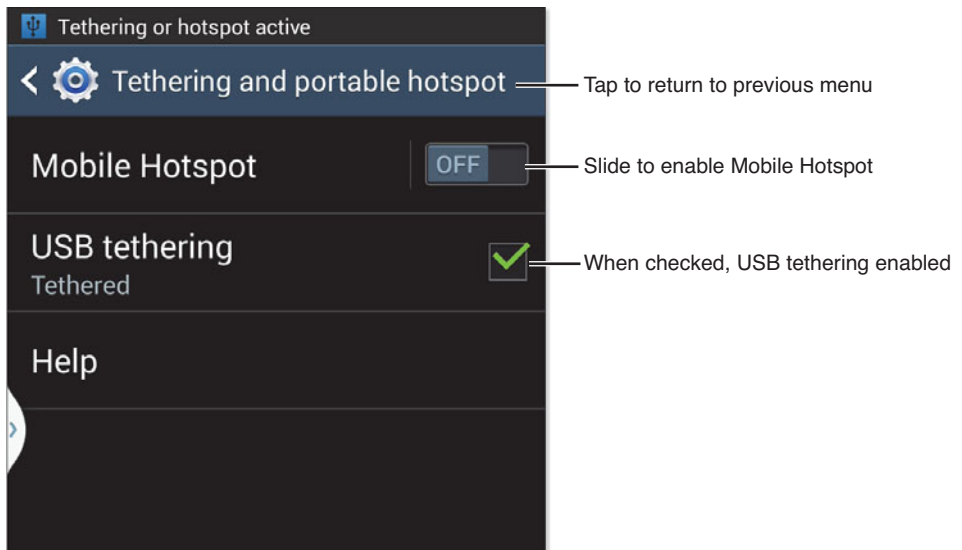 Tethering or hotspot active
Tethering and portable hotspot
Tap to return to previous menu
Mobile Hotspot
OFF
Slide to enable Mobile Hotspot
USB tethering
Tethered
When checked, USB tethering enabled
Help